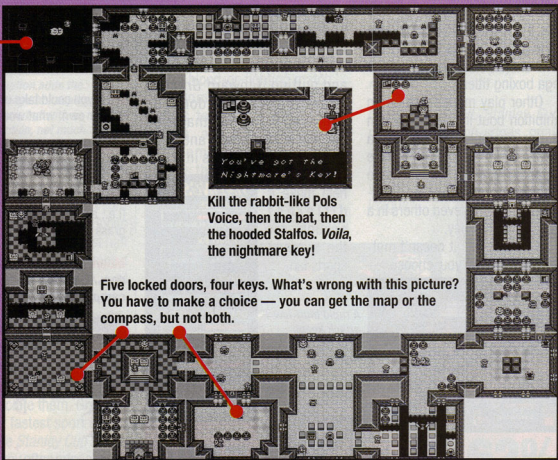 You've got the
Nightmare's Key!
Kill the rabbit-like Pols
Voice, then the bat, then
the hooded Stalfos. Voila,
the nightmare key!
Five locked doors, four keys. What's wrong with this picture?
You have to make a choice — you can get the map or the
compass, but not both.